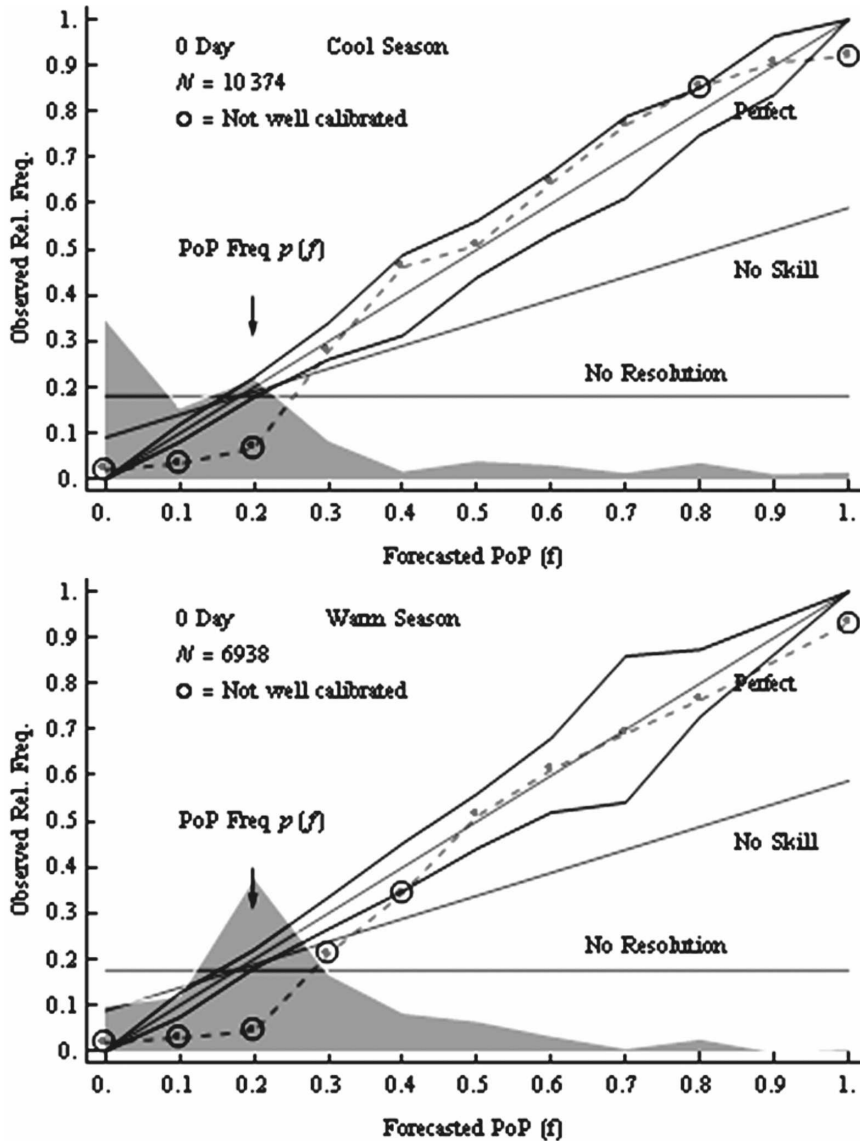 0 Day Cool Season
N = 10 374
O = Not well calibrated
PoP Freq p (f)
Perfect
No Skill
No Resolution
Observed Rel. Freq.
1.
0.9
0.8
0.7
0.6
0.5
0.4
0.3
0.2
0.1
0.
0. 0.1 0.2 0.3 0.4 0.5 0.6 0.7 0.8 0.9 1.
Forecasted PoP (f)
0 Day Warm Season
N = 6938
O = Not well calibrated
PoP Freq p (f)
Perfect
No Skill
No Resolution
Observed Rel. Freq.
1.
0.9
0.8
0.7
0.6
0.5
0.4
0.3
0.2
0.1
0.
0. 0.1 0.2 0.3 0.4 0.5 0.6 0.7 0.8 0.9 1.
Forecasted PoP (f)